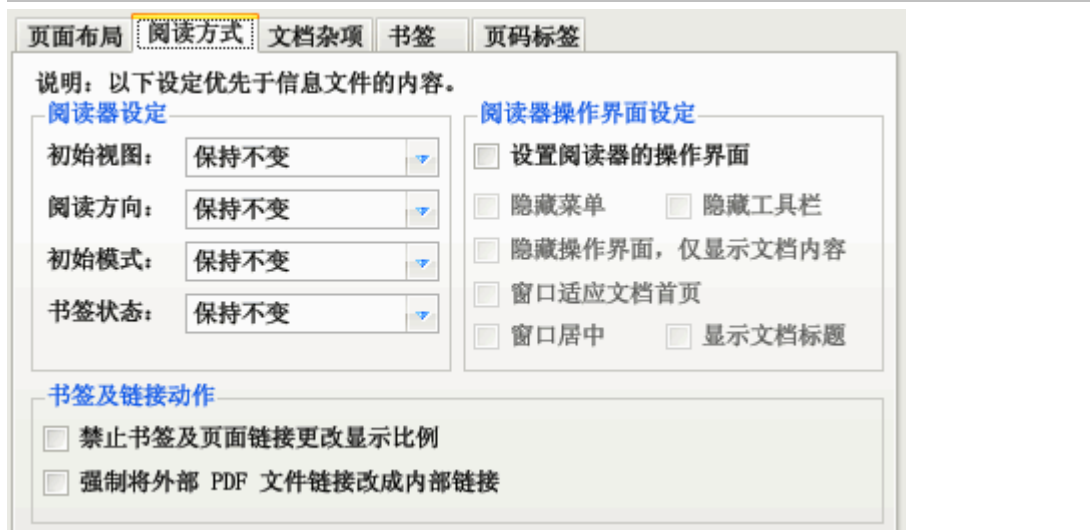 页面布局 阅读方式 文档杂项 书签 页码标签
说明：以下设定优先于信息文件的内容。
阅读器设定
初始视图： 保持不变
阅读方向： 保持不变
初始模式： 保持不变
书签状态： 保持不变
阅读器操作界面设定
设置阅读器的操作界面
隐藏菜单 隐藏工具栏
隐藏操作界面，仅显示文档内容
窗口适应文档首页
窗口居中 显示文档标题
书签及链接动作
禁止书签及页面链接更改显示比例
强制将外部 PDF 文件链接改成内部链接